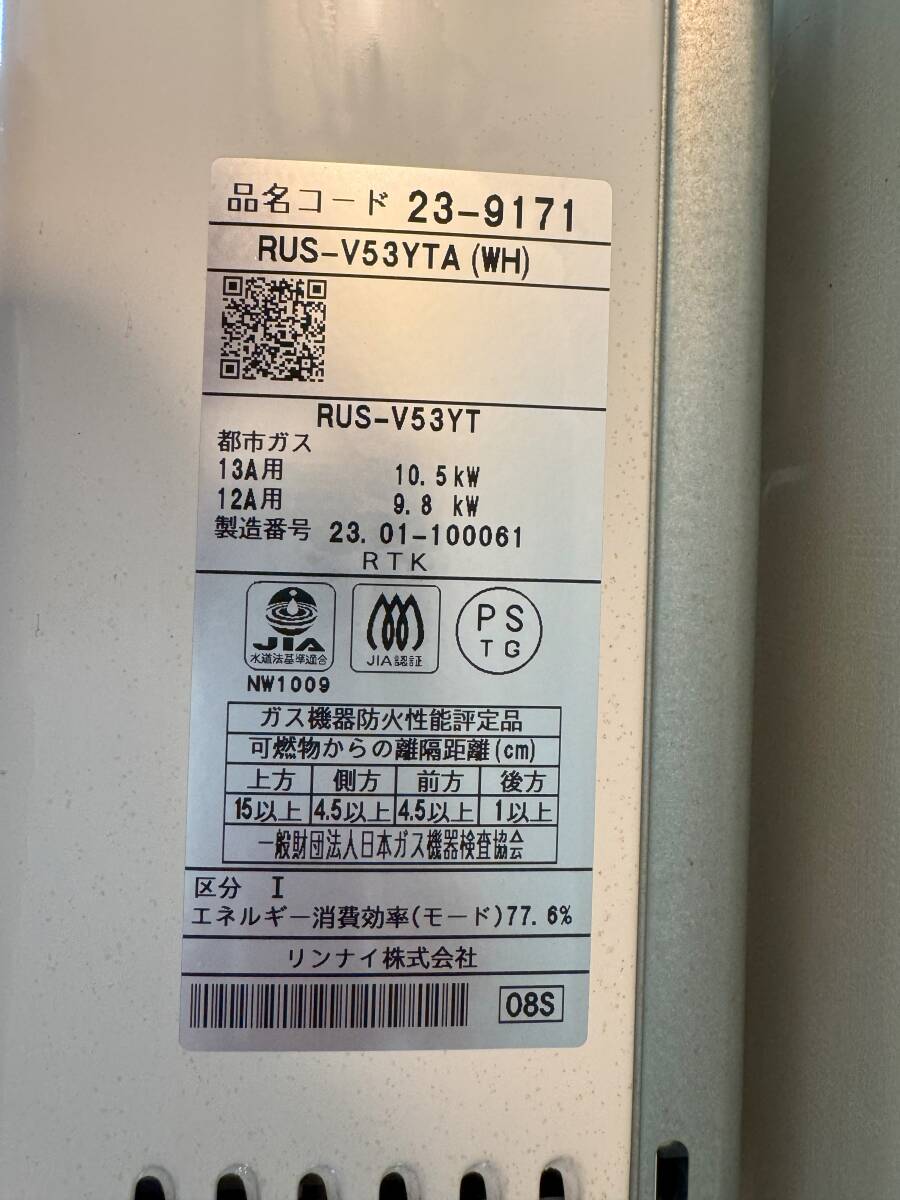 品名コード 23-9171
RUS-V53YTA(WH)
RUS-V53YT
都市ガス
13A用 10.5kW
12A用 9.8 kW
製造番号 23.01-100061
RTK
JIA
水道法基準適合
JIA認証
PS
TG
NW1009
ガス機器防火性能評定品
可燃物からの離隔距離(cm)
上方 側方 前方 後方
15以上 4.5以上 4.5以上 1以上
一般財団法人日本ガス機器検査協会
区分 I
エネルギー消費効率(モード)77.6%
リンナイ株式会社
08S